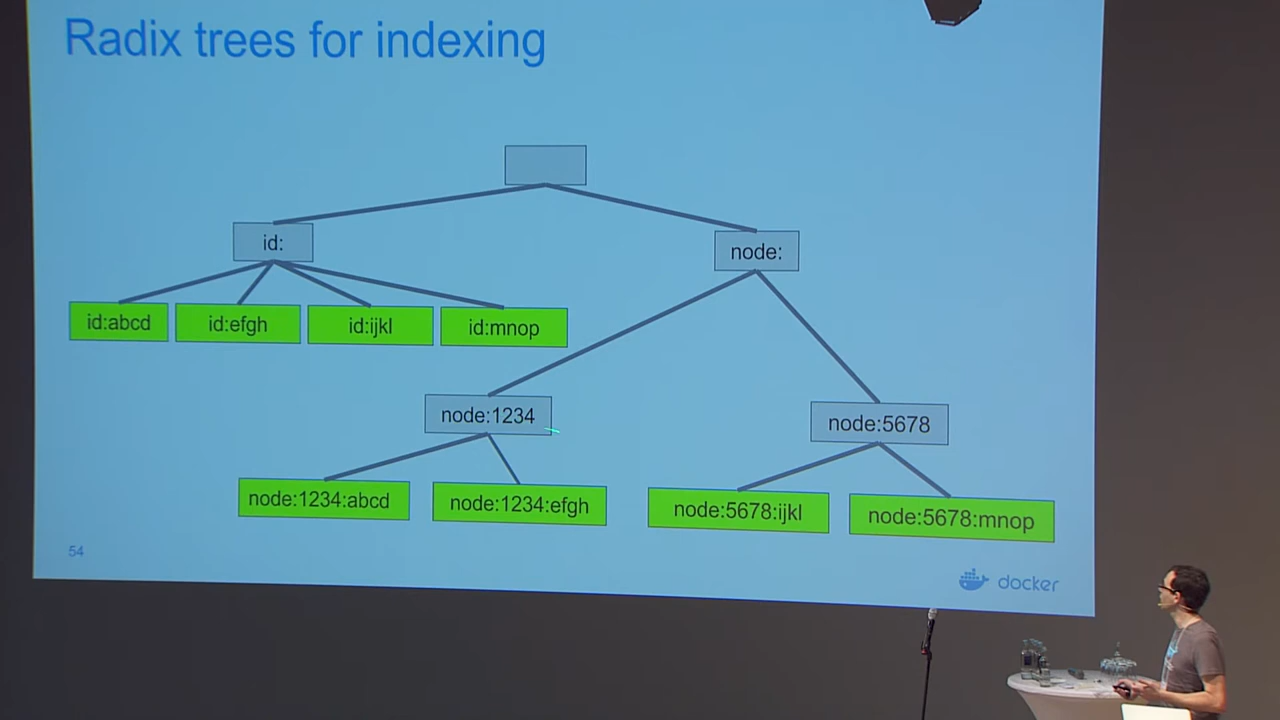 Radix trees for indexing
id:
node:
id:abcd
id:efgh
id:ijkl
id:mnop
node:1234
node:5678
node:1234:abcd
node:1234:efgh
node:5678:ijkl
node:5678:mnop
54
docker